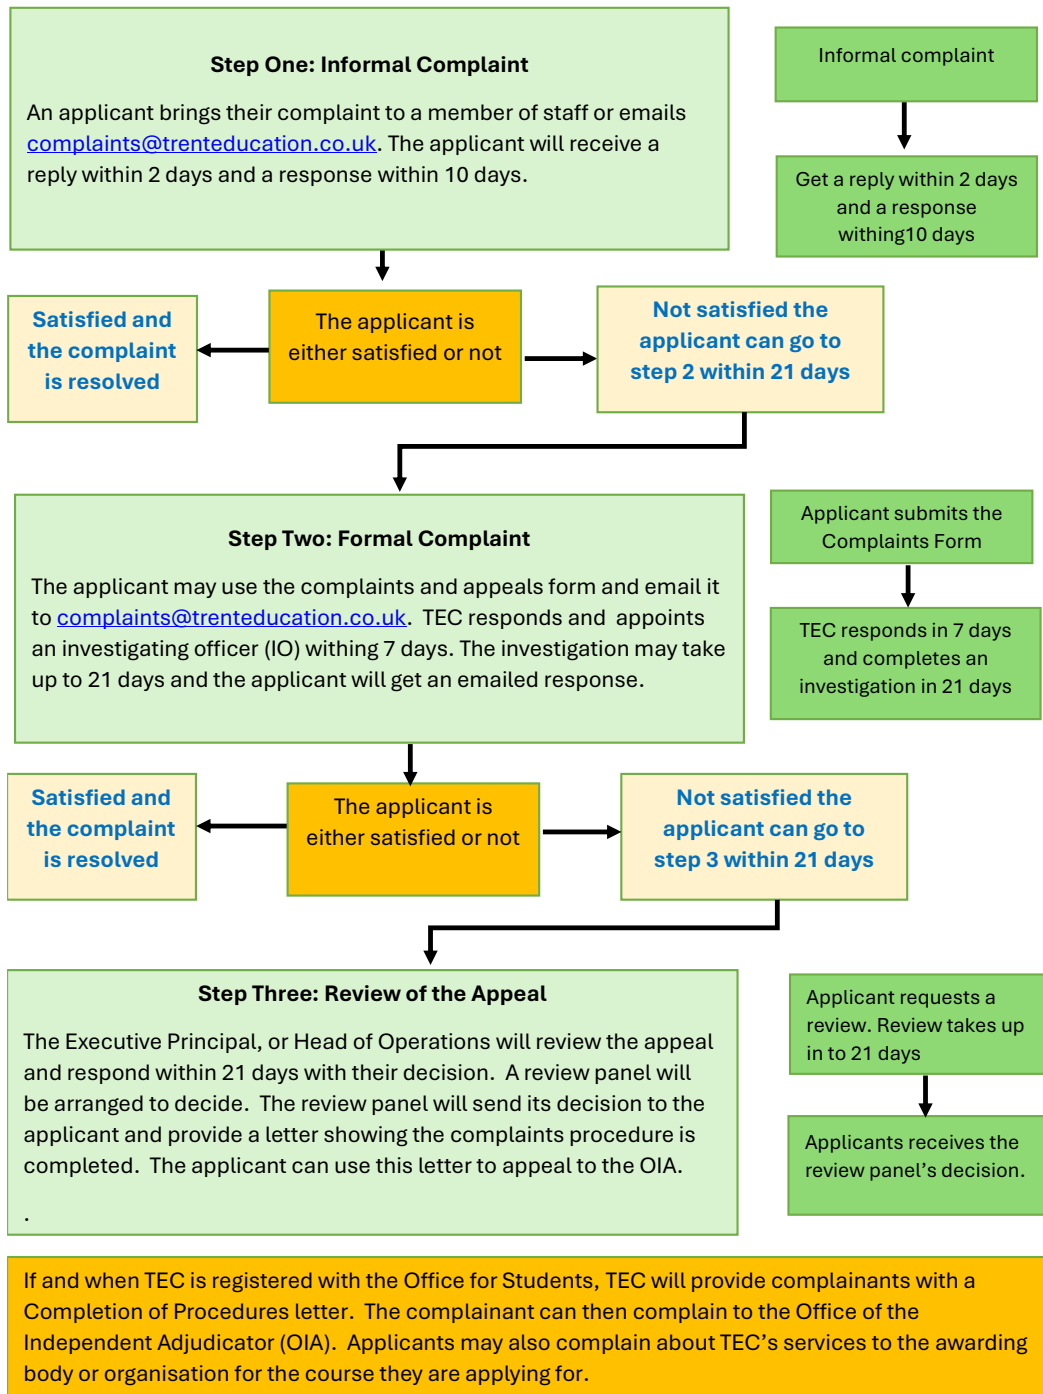 Step One: Informal Complaint
An applicant brings their complaint to a member of staff or emails
complaints@trenteducation.co.uk. The applicant will receive a
reply within 2 days and a response within 10 days.
Informal complaint
Get a reply within 2 days
and a response
withing10 days
Satisfied and
the complaint
is resolved
The applicant is
either satisfied or not
Not satisfied the
applicant can go to
step 2 within 21 days
Step Two: Formal Complaint
The applicant may use the complaints and appeals form and email it
to complaints@trenteducation.co.uk.  TEC responds and  appoints
an investigating officer (IO) withing 7 days. The investigation may take
up to 21 days and the applicant will get an emailed response.
Applicant submits the
Complaints Form
TEC responds in 7 days
and completes an
investigation in 21 days
Satisfied and
the complaint
is resolved
The applicant is
either satisfied or not
Not satisfied the
applicant can go to
step 3 within 21 days
Step Three: Review of the Appeal
The Executive Principal, or Head of Operations will review the appeal
and respond within 21 days with their decision.  A review panel will
be arranged to decide.  The review panel will send its decision to the
applicant and provide a letter showing the complaints procedure is
completed.  The applicant can use this letter to appeal to the OIA.
.
Applicant requests a
review. Review takes up
in to 21 days
Applicants receives the
review panel's decision.
If and when TEC is registered with the Office for Students, TEC will provide complainants with a
Completion of Procedures letter.  The complainant can then complain to the Office of the
Independent Adjudicator (OIA).  Applicants may also complain about TEC's services to the awarding
body or organisation for the course they are applying for.